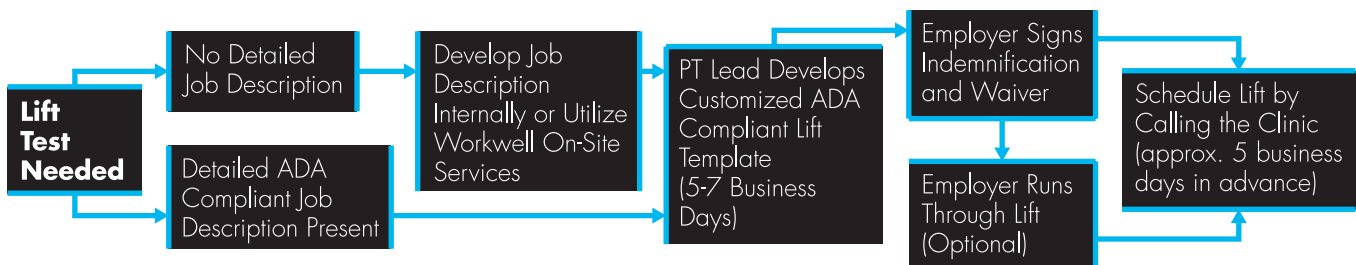 Lift
Test
Needed
No Detailed
Job Description
Detailed ADA
Compliant Job
Description Present
Develop Job
Description
Internally or Utilize
Workwell On-Site
Services
PT Lead Develops
Customized ADA
Compliant Lift
Template
(5-7 Business
Days)
Employer Signs
Indemnification
and Waiver
Employer Runs
Through Lift
(Optional)
Schedule Lift by
Calling the Clinic
(approx. 5 business
days in advance)